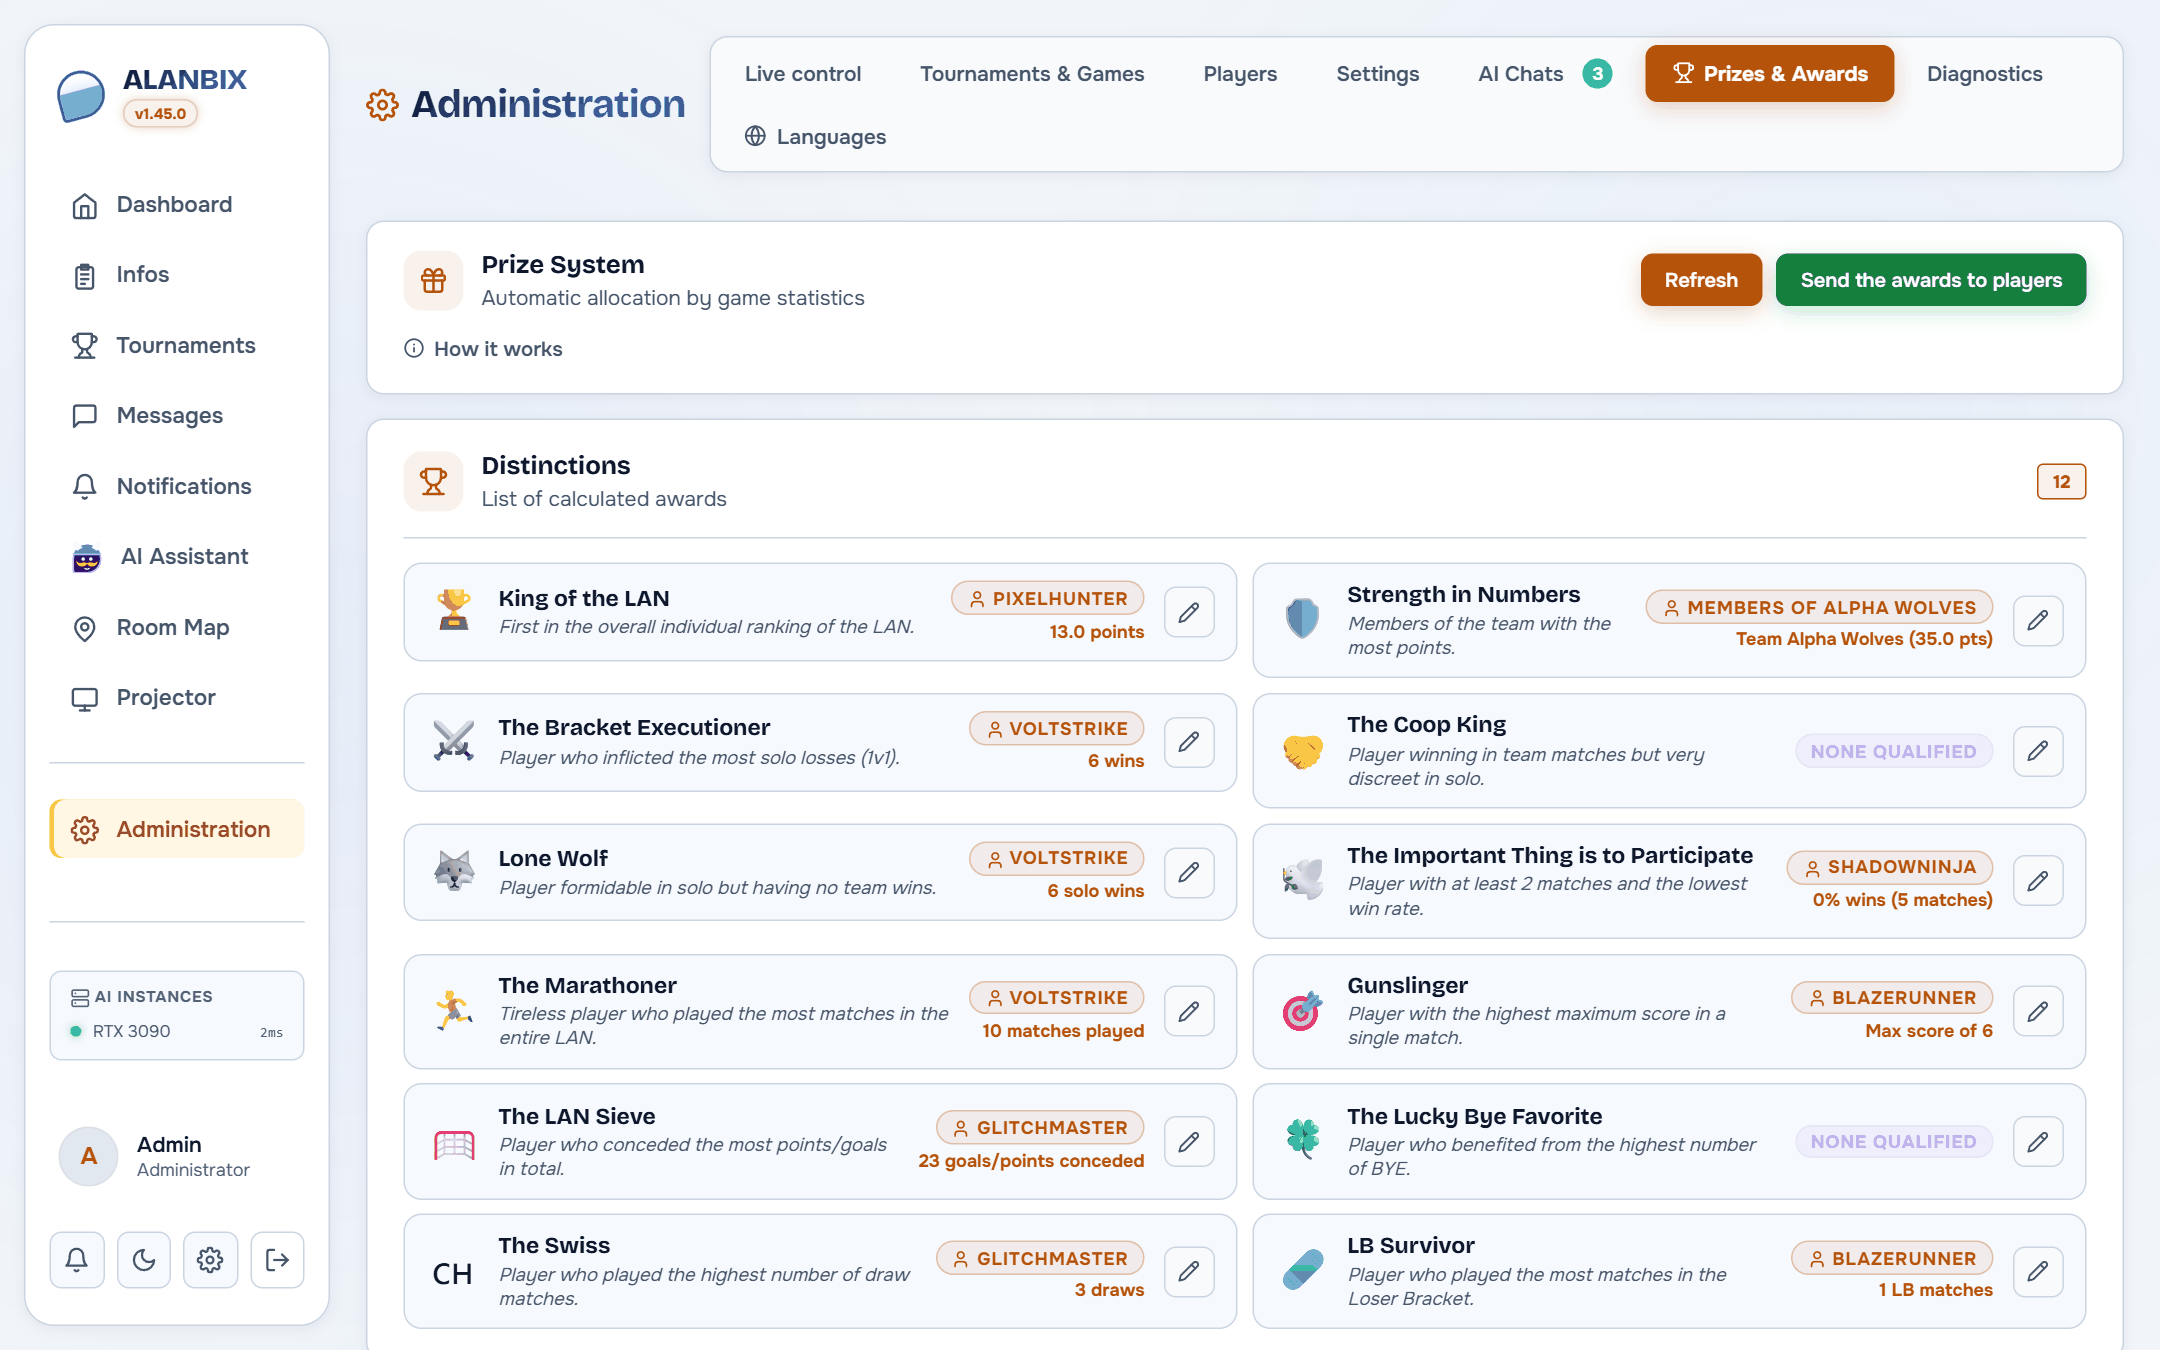 ALANBIX
v1.45.0
Dashboard
Infos
Tournaments
Messages
Notifications
AI Assistant
Room Map
Projector
Administration
AI INSTANCES
RTX 3090 2ms
A
Admin
Administrator
Administration
Live control Tournaments & Games Players Settings AI Chats 3 Prizes & Awards Diagnostics
Languages
Prize System
Automatic allocation by game statistics
Refresh Send the awards to players
How it works
Distinctions
List of calculated awards
12
King of the LAN
First in the overall individual ranking of the LAN.
PIXELHUNTER
13.0 points
Strength in Numbers
Members of the team with the
most points.
MEMBERS OF ALPHA WOLVES
Team Alpha Wolves (35.0 pts)
The Bracket Executioner
Player who inflicted the most solo losses (1v1).
VOLTSTRIKE
6 wins
The Coop King
Player winning in team matches but very
discreet in solo.
NONE QUALIFIED
Lone Wolf
Player formidable in solo but having no team wins.
VOLTSTRIKE
6 solo wins
The Important Thing is to Participate
Player with at least 2 matches and the lowest
win rate.
SHADOWNINJA
0% wins (5 matches)
The Marathoner
Tireless player who played the most matches in the
entire LAN.
VOLTSTRIKE
10 matches played
Gunslinger
Player with the highest maximum score in a
single match.
BLAZERUNNER
Max score of 6
The LAN Sieve
Player who conceded the most points/goals
in total.
GLITCHMASTER
23 goals/points conceded
The Lucky Bye Favorite
Player who benefited from the highest number
of BYE.
NONE QUALIFIED
CH
The Swiss
Player who played the highest number of draw
matches.
GLITCHMASTER
3 draws
LB Survivor
Player who played the most matches in the
Loser Bracket.
BLAZERUNNER
1 LB matches